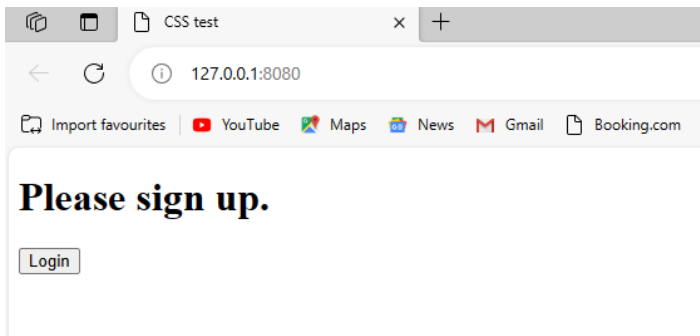 CSS test
127.0.0.1:8080
Import favourites YouTube Maps News Gmail Booking.com
Please sign up.
Login